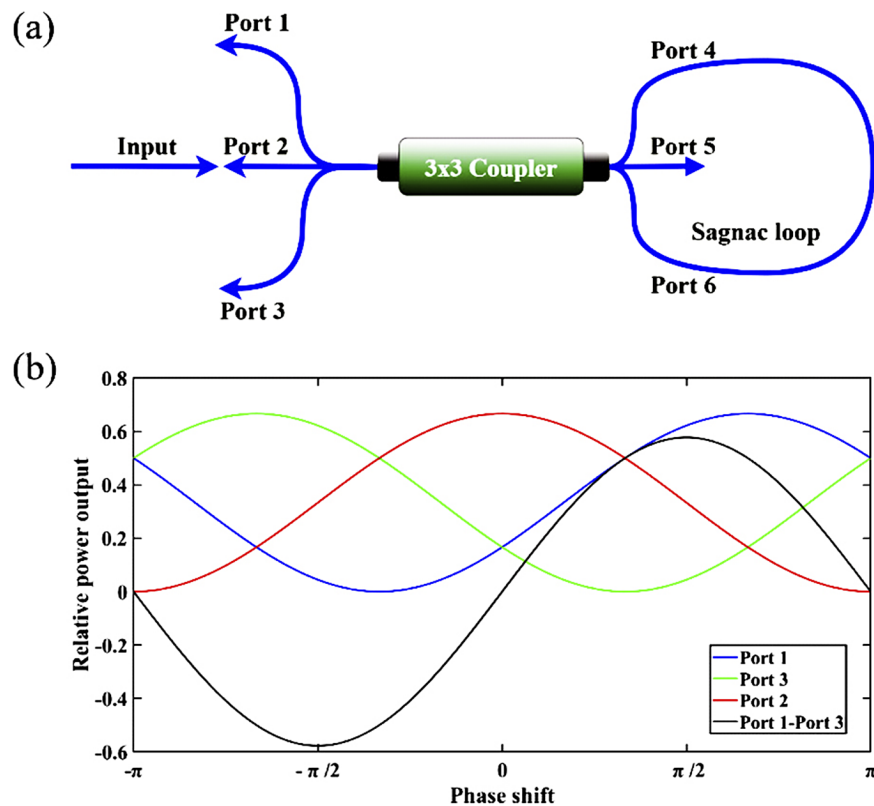 (a)
Port 1
Port 4
Input
Port 2
3x3 Coupler
Port 5
Sagnac loop
Port 3
Port 6
(b)
0.8
0.6
0.4
0.2
0
-0.2
-0.4
-0.6
Relative power output
-π
- π /2
0
π /2
π
Phase shift
Port 1
Port 3
Port 2
Port 1-Port 3